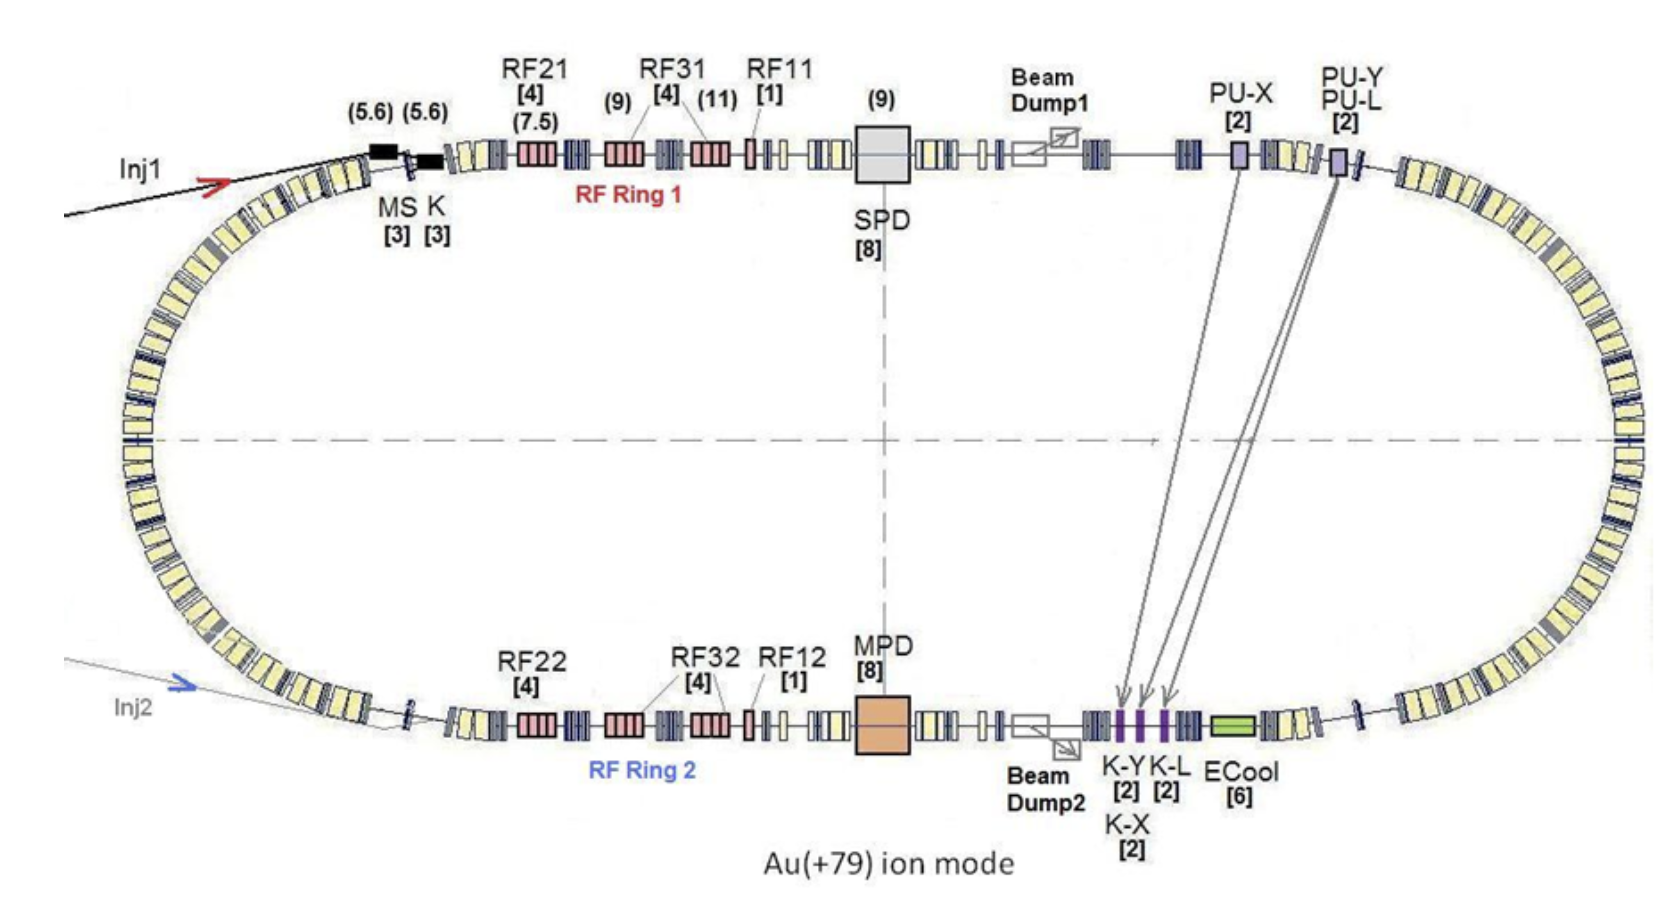 RF21
[4]
(7.5)
RF31
(9) [4] (11)
RF11
[1]
(9)
Beam
Dump1
PU-X
[2]
PU-Y
PU-L
[2]
(5.6) (5.6)
Inj1
MS K
[3] [3]
RF Ring 1
SPD
[8]
Inj2
RF22
[4]
RF32
[4]
RF12
[1]
MPD
[8]
RF Ring 2
Beam
Dump2
K-Y K-L
[2] [2]
K-X
[2]
ECool
[6]
Au(+79) ion mode